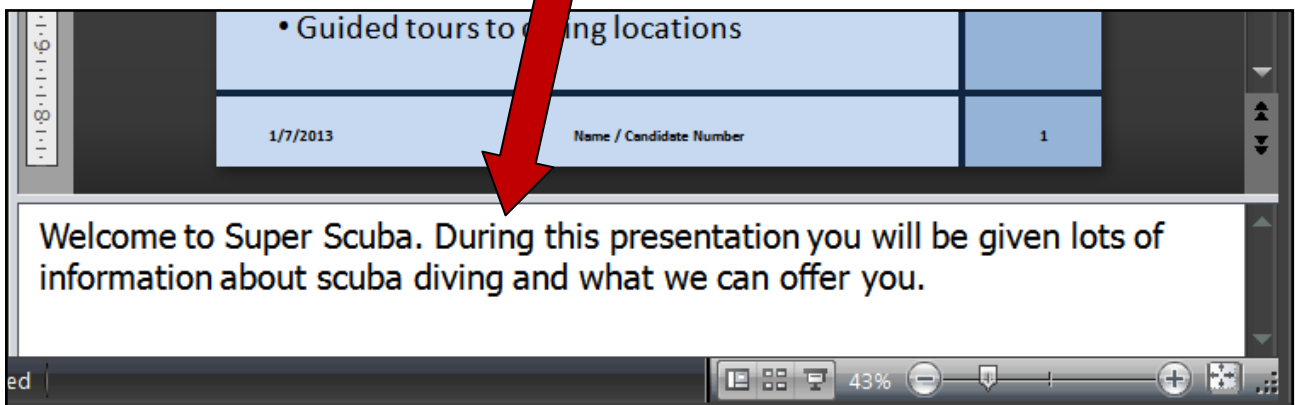 • Guided tours to ing locations
1/7/2013 Name / Candidate Number 1
Welcome to Super Scuba. During this presentation you will be given lots of
information about scuba diving and what we can offer you.
ed 43%